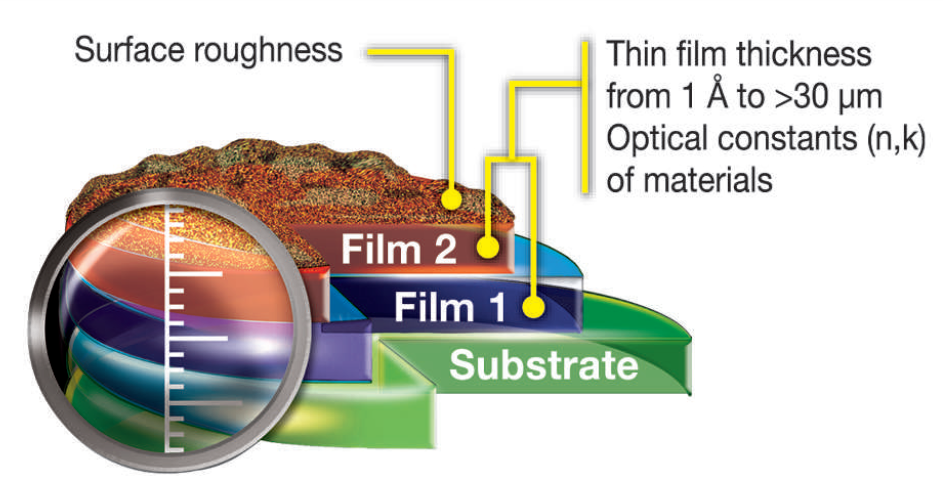 Surface roughness
Thin film thickness
from 1 Å to >30 µm
Optical constants (n,k)
of materials
Film 2
Film 1
Substrate